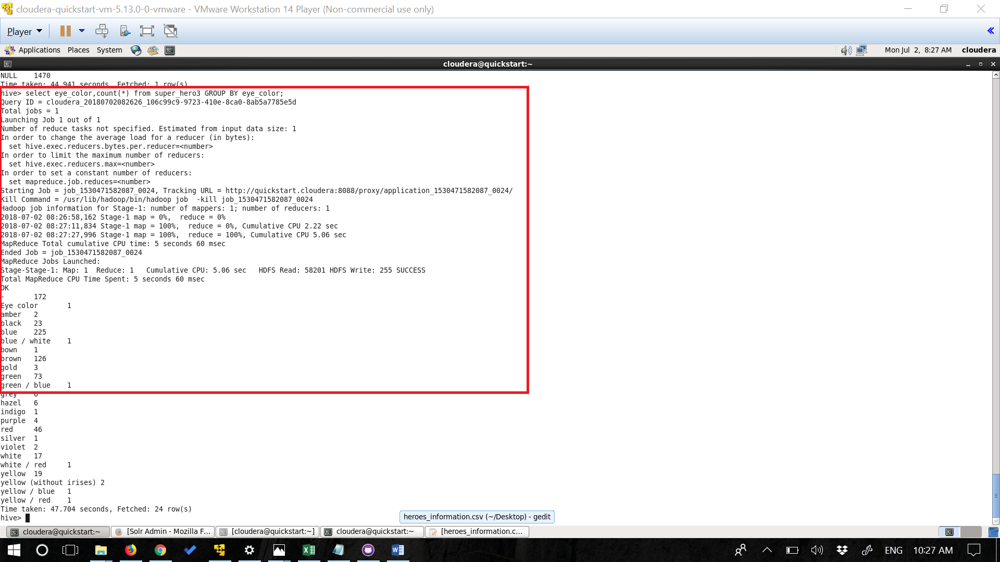 cloudera-quickstart-vm-5.13.0-0-vmware - VMware Workstation 14 Player (Non-commercial use only)
Player
Applications Places System
Mon Jul 2, 8:27 AM cloudera
cloudera@quickstart:~
NULL 1470
Time taken: 44.941 seconds, Fetched: 1 row(s)
hive> select eye_color,count(*) from super_hero3 GROUP BY eye_color;
Query ID = cloudera_20180702082626_106c99c9-9723-410e-8ca0-8ab5a7785e5d
Total jobs = 1
Launching Job 1 out of 1
Number of reduce tasks not specified. Estimated from input data size: 1
In order to change the average load for a reducer (in bytes):
  set hive.exec.reducers.bytes.per.reducer=<number>
In order to limit the maximum number of reducers:
  set hive.exec.reducers.max=<number>
In order to set a constant number of reducers:
  set mapreduce.job.reduces=<number>
Starting Job = job_1530471582087_0024, Tracking URL = http://quickstart.cloudera:8088/proxy/application_1530471582087_0024/
Kill Command = /usr/lib/hadoop/bin/hadoop job  -kill job_1530471582087_0024
Hadoop job information for Stage-1: number of mappers: 1; number of reducers: 1
2018-07-02 08:26:58,162 Stage-1 map = 0%,  reduce = 0%
2018-07-02 08:27:11,834 Stage-1 map = 100%,  reduce = 0%, Cumulative CPU 2.22 sec
2018-07-02 08:27:27,996 Stage-1 map = 100%,  reduce = 100%, Cumulative CPU 5.06 sec
MapReduce Total cumulative CPU time: 5 seconds 60 msec
Ended Job = job_1530471582087_0024
MapReduce Jobs Launched:
Stage-Stage-1: Map: 1  Reduce: 1   Cumulative CPU: 5.06 sec   HDFS Read: 58201 HDFS Write: 255 SUCCESS
Total MapReduce CPU Time Spent: 5 seconds 60 msec
OK
- 172
Eye color 1
amber 2
black 23
blue 225
blue / white 1
bown 1
brown 126
gold 3
green 73
green / blue 1
grey 6
hazel 6
indigo 1
purple 4
red 46
silver 1
violet 2
white 17
white / red 1
yellow 19
yellow (without irises) 2
yellow / blue 1
yellow / red 1
Time taken: 47.704 seconds, Fetched: 24 row(s)
hive>
heroes_information.csv (~/Desktop) - gedit
cloudera@quickstart:~ [Solr Admin - Mozilla F... [cloudera@quickstart:~] cloudera@quickstart:~ [heroes_information.c...
ENG 10:27 AM